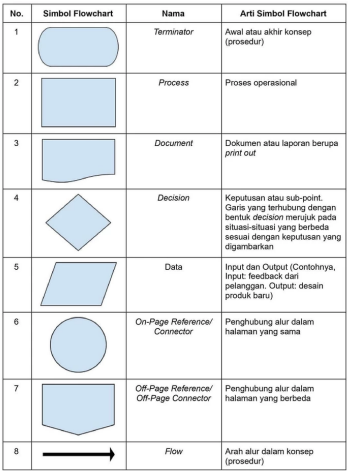 No. Simbol Flowchart Nama Arti Simbol Flowchart
1 Terminator Awal atau akhir konsep
(prosedur)
2 Process Proses operasional
3 Document Dokumen atau laporan berupa
print out
4 Decision Keputusan atau sub-point.
Garis yang terhubung dengan
bentuk decision merujuk pada
situasi-situasi yang berbeda
sesuai dengan keputusan yang
digambarkan
5 Data Input dan Output (Contohnya,
Input: feedback dari
pelanggan. Output: desain
produk baru)
6 On-Page Reference/ Penghubung alur dalam
Connector halaman yang sama
7 Off-Page Reference/ Penghubung alur dalam
Off-Page Connector halaman yang berbeda
8 Flow Arah alur dalam konsep
(prosedur)